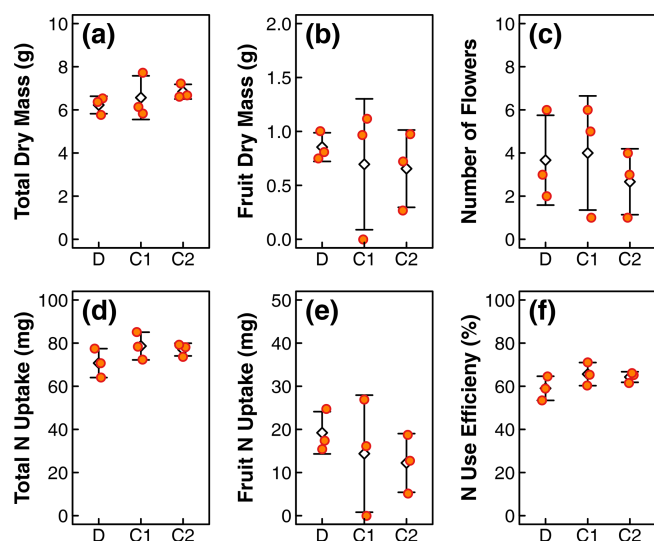 (a)
Total Dry Mass (g)
10
8
6
4
2
0
D C1 C2
(b)
Fruit Dry Mass (g)
2.0
1.5
1.0
0.5
0.0
D C1 C2
(c)
Number of Flowers
10
8
6
4
2
0
D C1 C2
(d)
Total N Uptake (mg)
100
80
60
40
20
0
D C1 C2
(e)
Fruit N Uptake (mg)
50
40
30
20
10
0
D C1 C2
(f)
N Use Efficieny (%)
100
80
60
40
20
0
D C1 C2